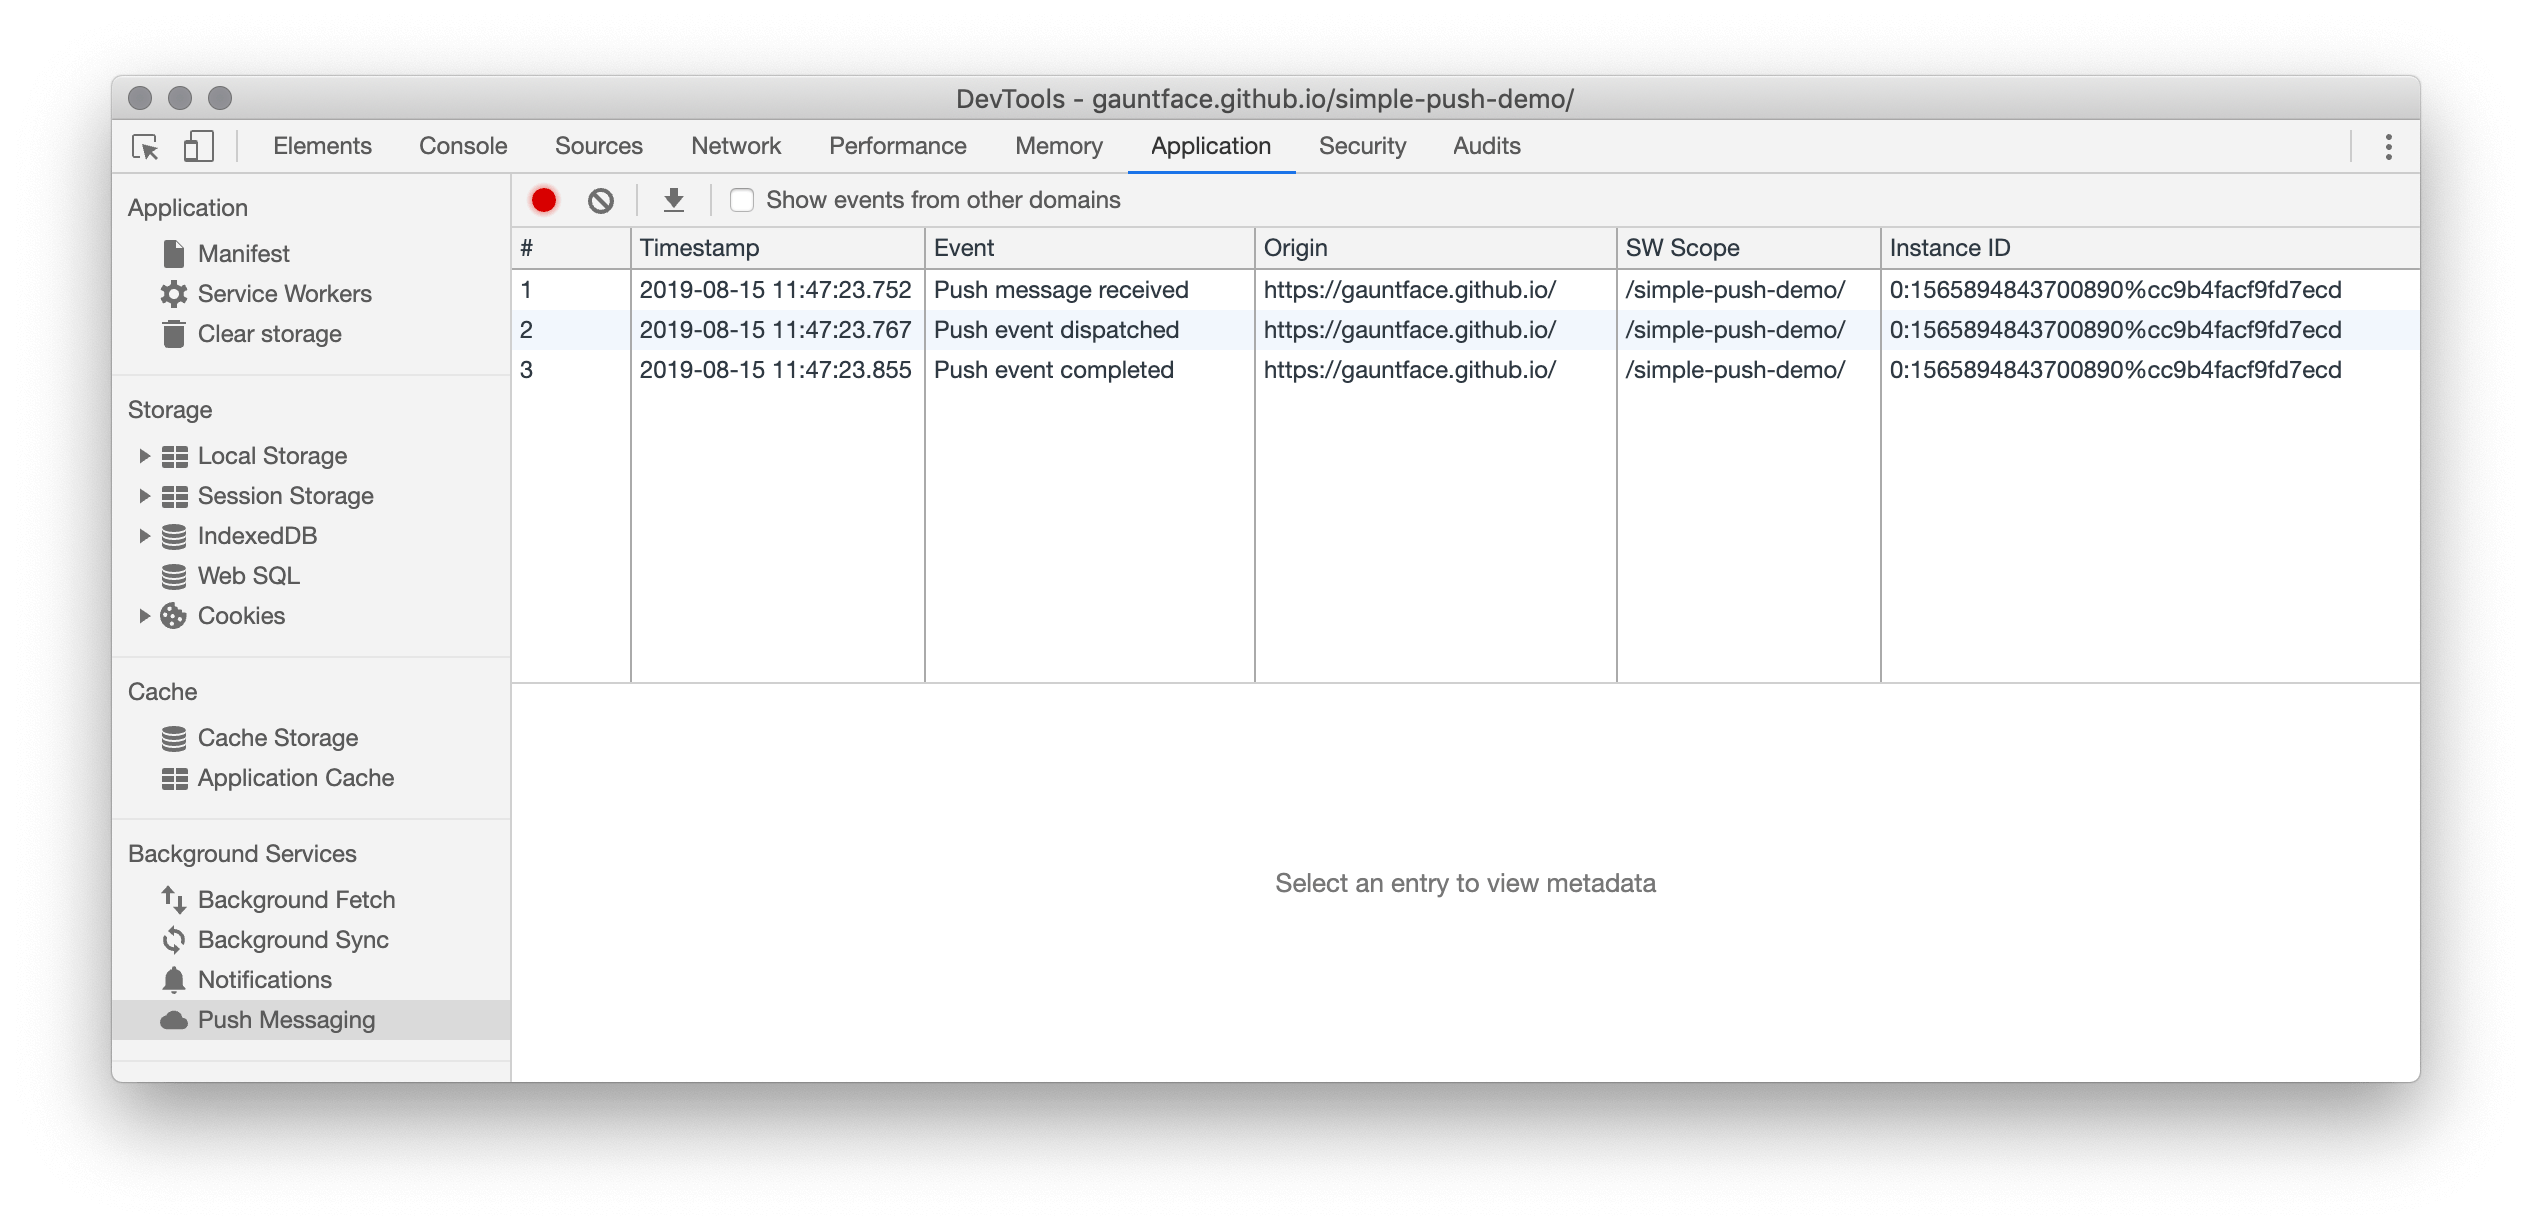 DevTools - gauntface.github.io/simple-push-demo/
Elements Console Sources Network Performance Memory Application Security Audits
Application
Manifest
Service Workers
Clear storage
Storage
Local Storage
Session Storage
IndexedDB
Web SQL
Cookies
Cache
Cache Storage
Application Cache
Background Services
Background Fetch
Background Sync
Notifications
Push Messaging
Show events from other domains
# Timestamp Event Origin SW Scope Instance ID
1 2019-08-15 11:47:23.752 Push message received https://gauntface.github.io/ /simple-push-demo/ 0:1565894843700890%cc9b4facf9fd7ecd
2 2019-08-15 11:47:23.767 Push event dispatched https://gauntface.github.io/ /simple-push-demo/ 0:1565894843700890%cc9b4facf9fd7ecd
3 2019-08-15 11:47:23.855 Push event completed https://gauntface.github.io/ /simple-push-demo/ 0:1565894843700890%cc9b4facf9fd7ecd
Select an entry to view metadata